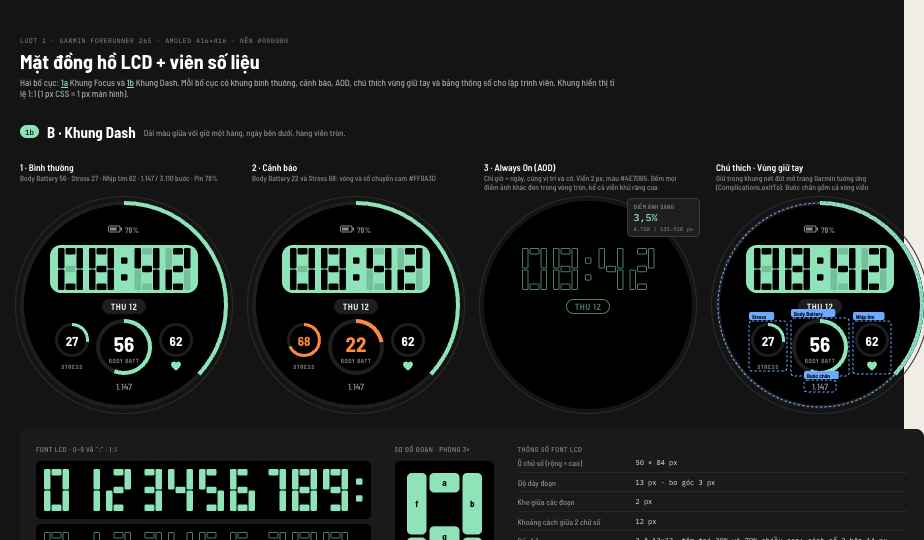 LƯỢT 1 · GARMIN FORERUNNER 265 · AMOLED 416×416 · NỀN #000000
Mặt đồng hồ LCD + viên số liệu
Hai bố cục: 1a Khung Focus và 1b Khung Dash. Mỗi bố cục có khung bình thường, cảnh báo, AOD, chú thích vùng giữ tay và bảng thông số cho lập trình viên. Khung hiển thị tỉ
lệ 1:1 (1 px CSS = 1 px màn hình).
1b B · Khung Dash Dải màu giữa với giờ một hàng, ngày bên dưới, hàng viên tròn.
1 · Bình thường
Body Battery 56 · Stress 27 · Nhịp tim 62 · 1.147 / 3.110 bước · Pin 78%
78%
08:42
THU 12
27
STRESS
56
BODY BATT
62
1.147
2 · Cảnh báo
Body Battery 22 và Stress 68: vòng và số chuyển cam #FF8A3D
78%
THU 12
68
STRESS
22
BODY BATT
62
1.147
3 · Always On (AOD)
Chỉ giờ + ngày, cùng vị trí và cỡ. Viền 2 px, màu #4E7D65. Đếm mọi
điểm ảnh khác đen trong vòng tròn, kể cả viền khử răng cưa
ĐIỂM ẢNH SÁNG
3,5%
08:42
THU 12
Chú thích · Vùng giữ tay
Giữ trong khung nét đứt mở trang Garmin tương ứng
(Complications.exitTo). Bước chân gồm cả vòng viền
78%
THU 12
Stress
Body Battery
Nhịp tim
27
STRESS
56
62
Bước chân
1.147
FONT LCD · 0–9 VÀ ":" · 1:1
0 1 2 3 4 5 6 7 8 9 :
SƠ ĐỒ ĐOẠN · PHÓNG 3×
a
f
b
g
THÔNG SỐ FONT LCD
Ô chữ số (rộng × cao) 50 × 84 px
Độ dày đoạn 13 px · bo góc 3 px
Khe giữa các đoạn 2 px
Khoảng cách giữa 2 chữ số 12 px